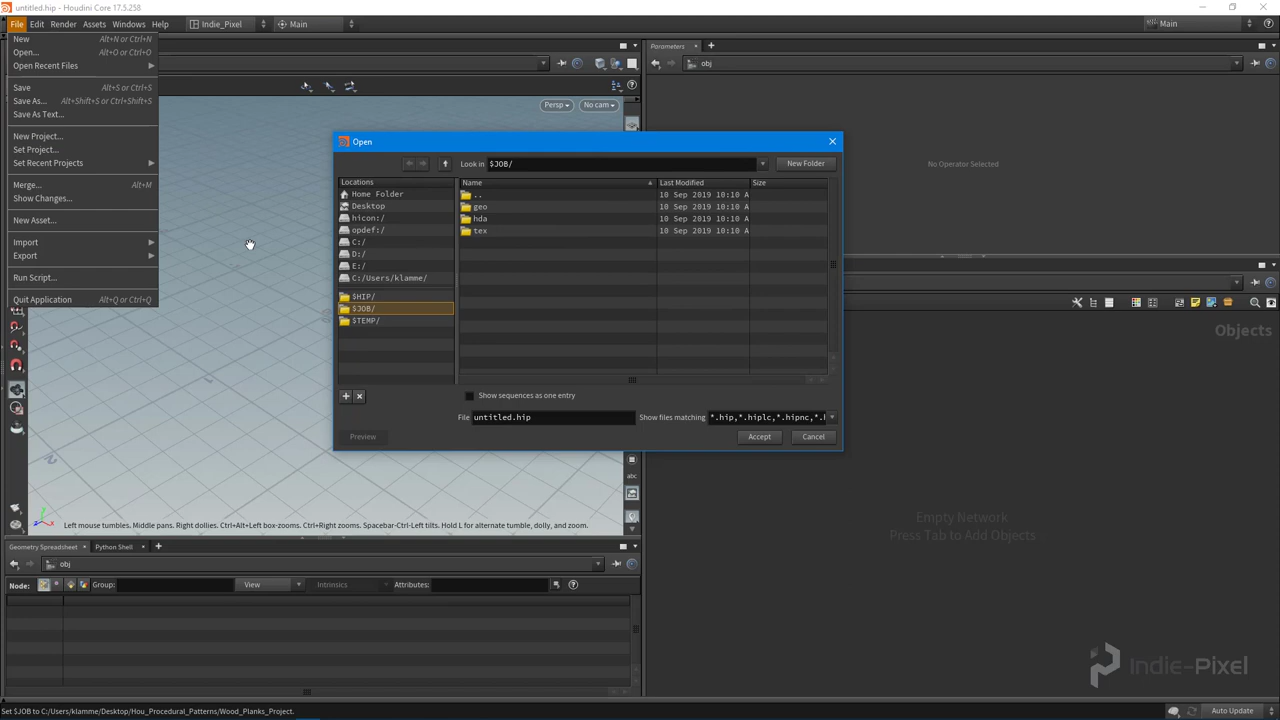 untitled.hip - Houdini Core 17.5.258
File Edit Render Assets Windows Help Indie_Pixel Main Main
New Alt+N or Ctrl+N
Open... Alt+O or Ctrl+O
Open Recent Files
Save Alt+S or Ctrl+S
Save As... Alt+Shift+S or Ctrl+Shift+S
Save As Text...
New Project...
Set Project...
Set Recent Projects
Merge... Alt+M
Show Changes...
New Asset...
Import
Export
Run Script...
Quit Application Alt+Q or Ctrl+Q
Persp No cam
Open
Look in $JOB/ New Folder
Locations
Home Folder
Desktop
hicon:/
opdef:/
C:/
D:/
E:/
C:/Users/klamme/
$HIP/
$JOB/
$TEMP/
Name Last Modified Size
.. 10 Sep 2019 10:10 A
geo 10 Sep 2019 10:10 A
hda 10 Sep 2019 10:10 A
tex 10 Sep 2019 10:10 A
Show sequences as one entry
File untitled.hip Show files matching *.hip,*.hiplc,*.hipnc,*.h
Preview Accept Cancel
abc
Left mouse tumbles. Middle pans. Right dollies. Ctrl+Alt+Left box-zooms. Ctrl+Right zooms. Spacebar-Ctrl-Left tilts. Hold L for alternate tumble, dolly, and zoom.
Parameters
obj
No Operator Selected
Objects
Empty Network
Press Tab to Add Objects
Geometry Spreadsheet Python Shell
obj
Node: Group: View Intrinsics Attributes:
Indie-Pixel
Set $JOB to C:/Users/klamme/Desktop/Hou_Procedural_Patterns/Wood_Planks_Project.
Auto Update